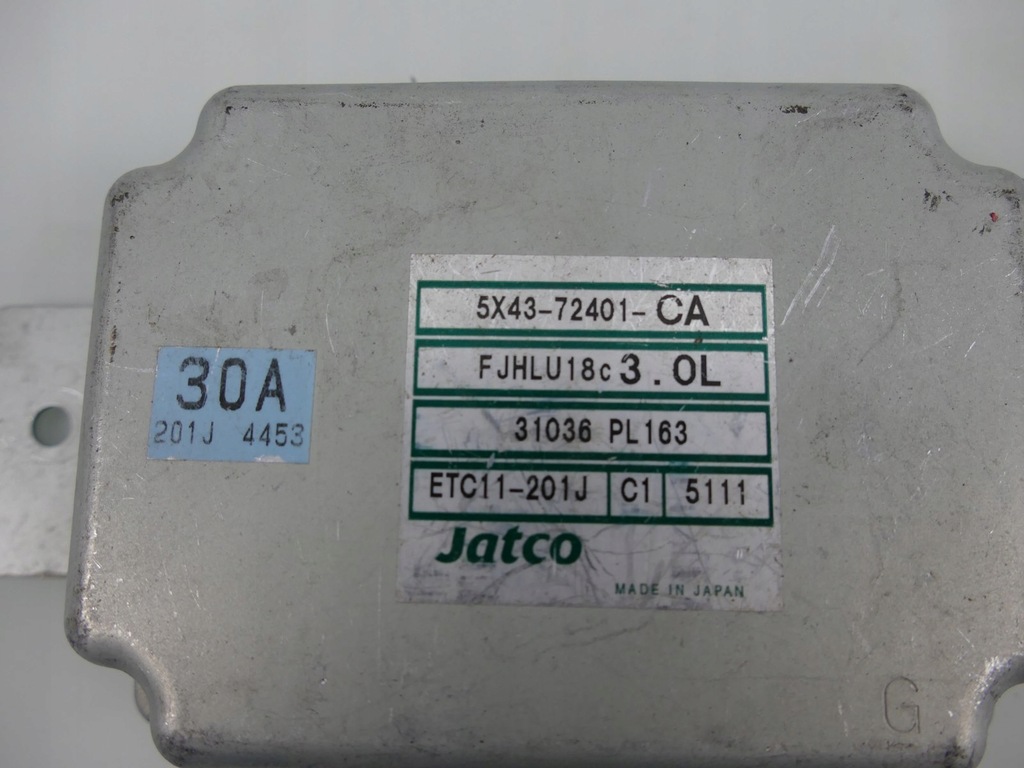 5X43-72401-CA
FJHLU18c 3.0L
31036 PL163
ETC11-201J C1 5111
Jatco
MADE IN JAPAN
30A
201J 4453
G